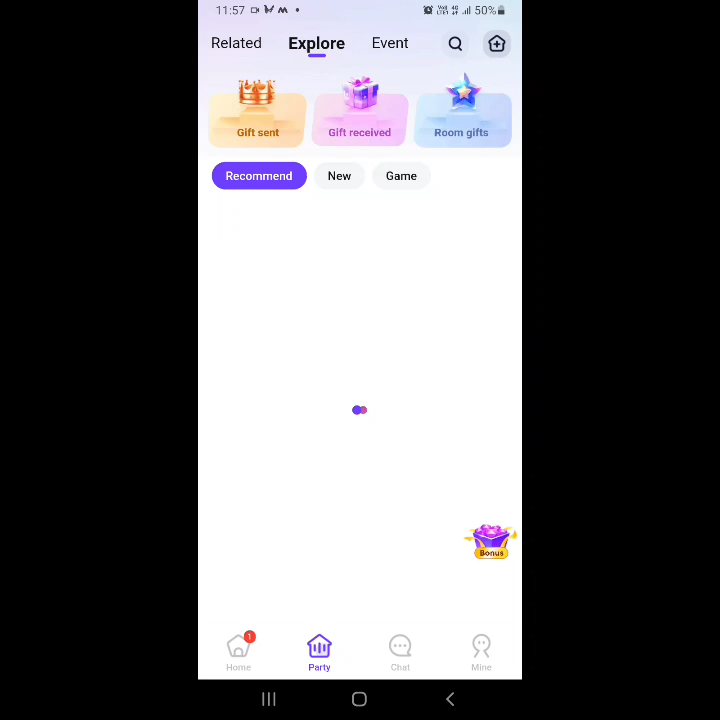 11:57
50%
Related Explore Event
Gift sent Gift received Room gifts
Recommend New Game
Bonus
1
Home Party Chat Mine